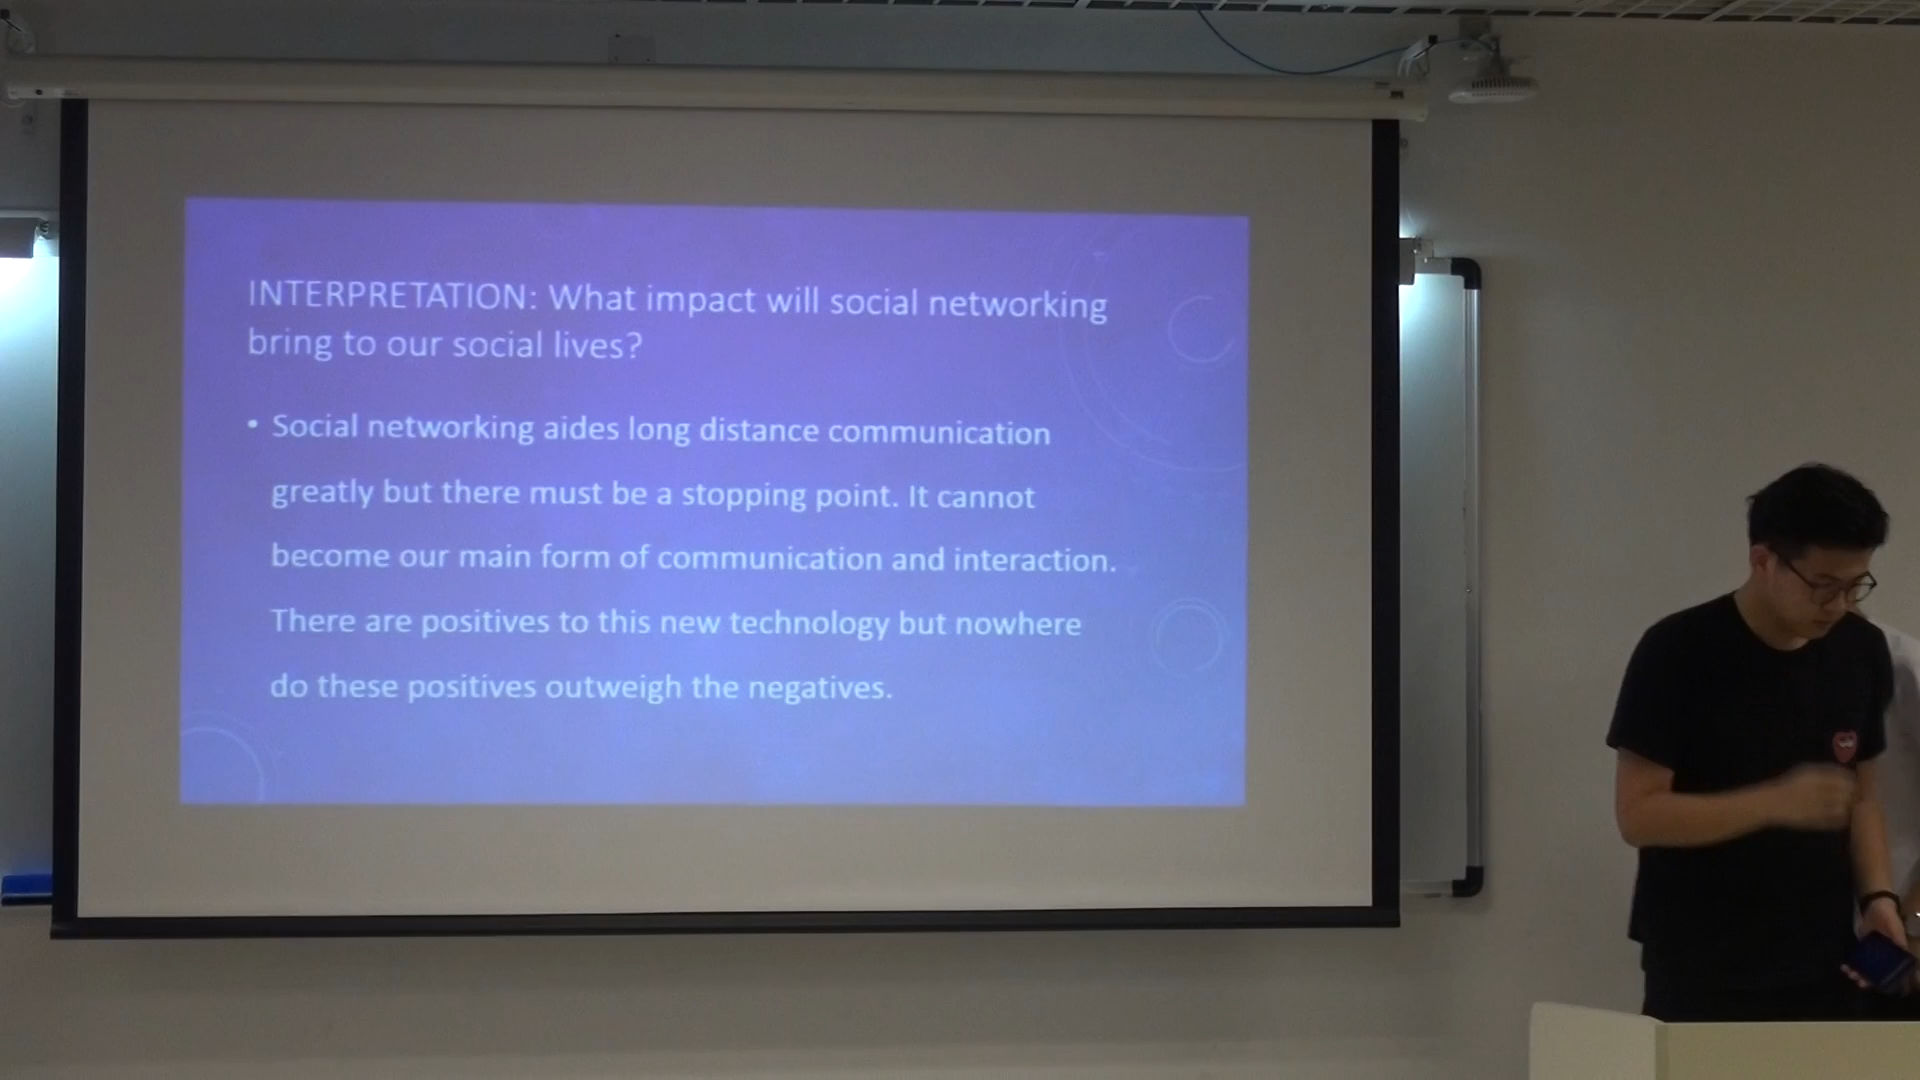 INTERPRETATION: What impact will social networking
bring to our social lives?
• Social networking aides long distance communication
greatly but there must be a stopping point. It cannot
become our main form of communication and interaction.
There are positives to this new technology but nowhere
do these positives outweigh the negatives.